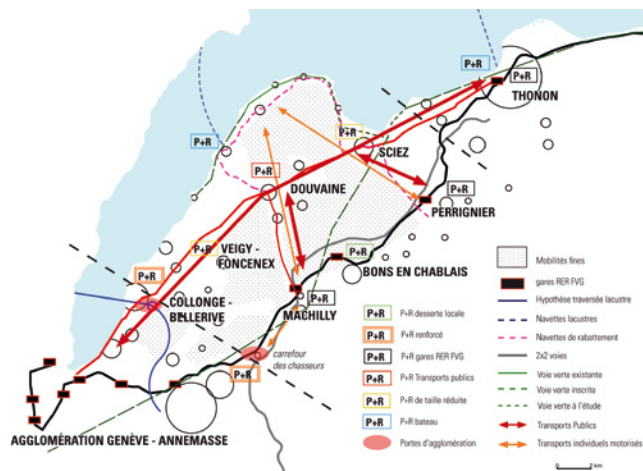 P+R
P+R
THONON
P+R
P+R
SCIEZ
P+R
P+R
DOUVAINE
PERRIGNIER
P+R
VEIGY -
FONCENEX
P+R
P+R
BONS EN CHABLAIS
COLLONGE -
BELLERIVE
P+R
MACHILLY
carrefour
des chasseurs
P+R
AGGLOMÉRATION GENÈVE - ANNEMASSE
P+R P+R desserte locale
P+R P+R renforcé
P+R P+R gares RER FVG
P+R P+R Transports publics
P+R P+R de taille réduite
P+R P+R bateau
Portes d'agglomération
Mobilités fines
gares RER FVG
Hypothèse traversée lacustre
Navettes lacustres
Navettes de rabattement
2x2 voies
Voie verte existante
Voie verte inscrite
Voie verte à l'étude
Transports Publics
Transports individuels motorisés
0 2 km